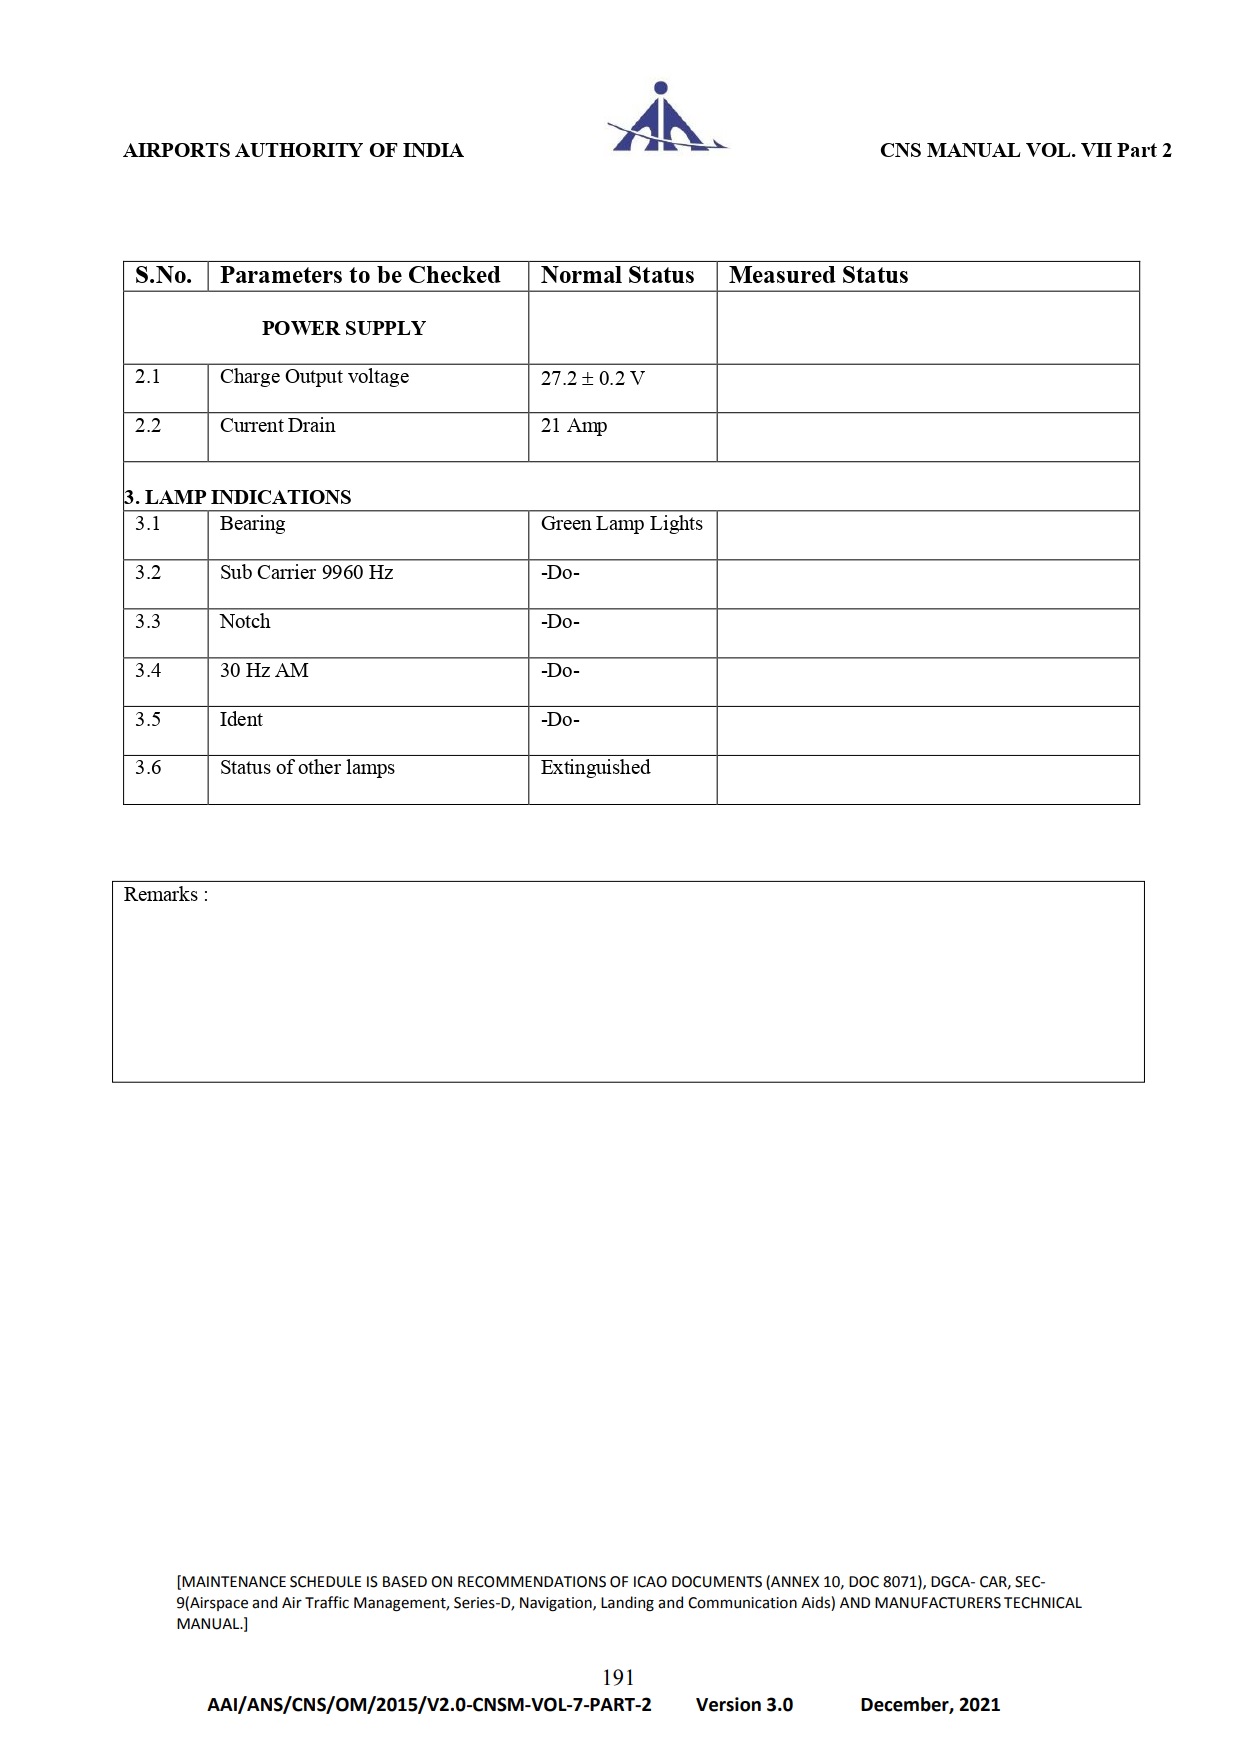 AIRPORTS AUTHORITY OF INDIA CNS MANUAL VOL. VII Part 2
S.No. Parameters to be Checked Normal Status Measured Status
POWER SUPPLY
2.1 Charge Output voltage 27.2 ± 0.2 V
2.2 Current Drain 21 Amp
3. LAMP INDICATIONS
3.1 Bearing Green Lamp Lights
3.2 Sub Carrier 9960 Hz -Do-
3.3 Notch -Do-
3.4 30 Hz AM -Do-
3.5 Ident -Do-
3.6 Status of other lamps Extinguished
Remarks :
[MAINTENANCE SCHEDULE IS BASED ON RECOMMENDATIONS OF ICAO DOCUMENTS (ANNEX 10, DOC 8071), DGCA- CAR, SEC-
9(Airspace and Air Traffic Management, Series-D, Navigation, Landing and Communication Aids) AND MANUFACTURERS TECHNICAL
MANUAL.]
191
AAI/ANS/CNS/OM/2015/V2.0-CNSM-VOL-7-PART-2 Version 3.0 December, 2021